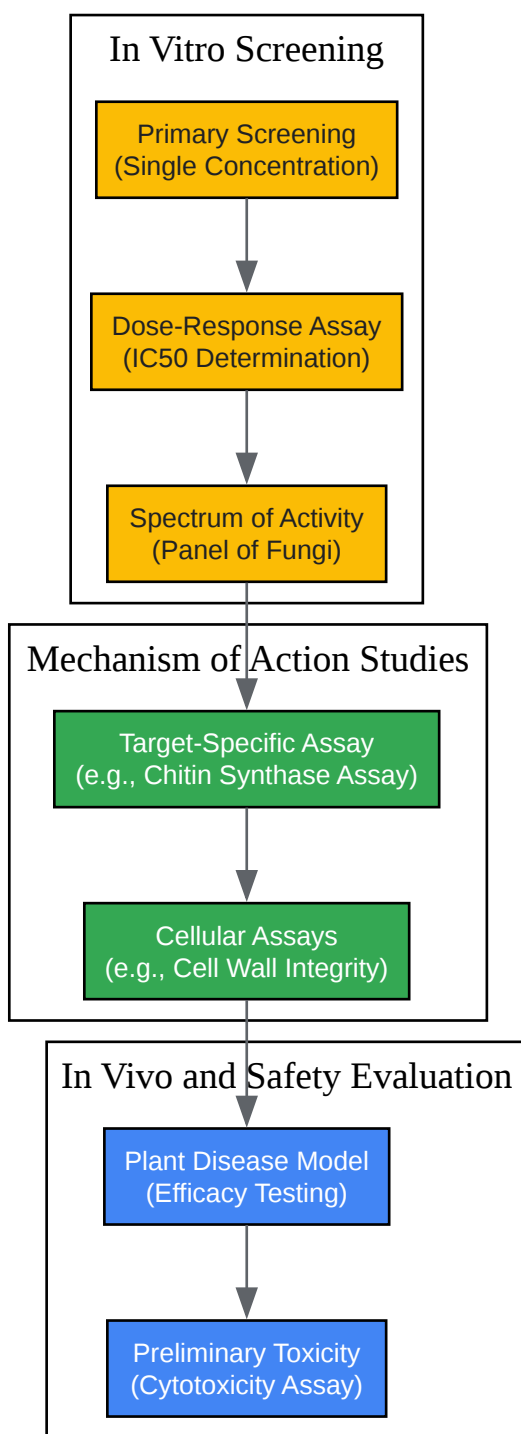 In Vitro Screening
Primary Screening
(Single Concentration)
Dose-Response Assay
(IC50 Determination)
Spectrum of Activity
(Panel of Fungi)
Mechanism of Action Studies
Target-Specific Assay
(e.g., Chitin Synthase Assay)
Cellular Assays
(e.g., Cell Wall Integrity)
In Vivo and Safety Evaluation
Plant Disease Model
(Efficacy Testing)
Preliminary Toxicity
(Cytotoxicity Assay)